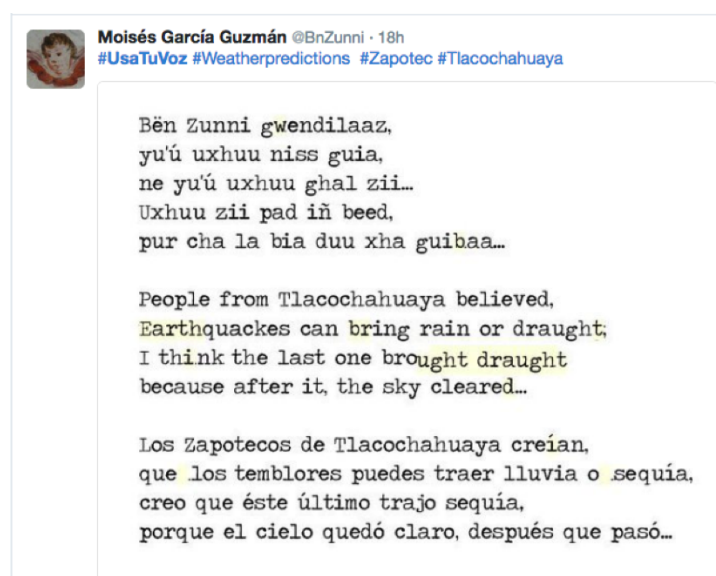 Moisés García Guzmán @BnZunni · 18h
#UsaTuVoz #Weatherpredictions #Zapotec #Tlacochahuaya
Bën Zunni gwendilaaz,
yu'ú uxhuu niss guia,
ne yu'ú uxhuu ghal zii...
Uxhuu zii pad iñ beed,
pur cha la bia duu xha guibaa...
People from Tlacochahuaya believed,
Earthquackes can bring rain or draught;
I think the last one brought draught
because after it, the sky cleared...
Los Zapotecos de Tlacochahuaya creían,
que los temblores puedes traer lluvia o sequía,
creo que éste último trajo sequía,
porque el cielo quedó claro, después que pasó...